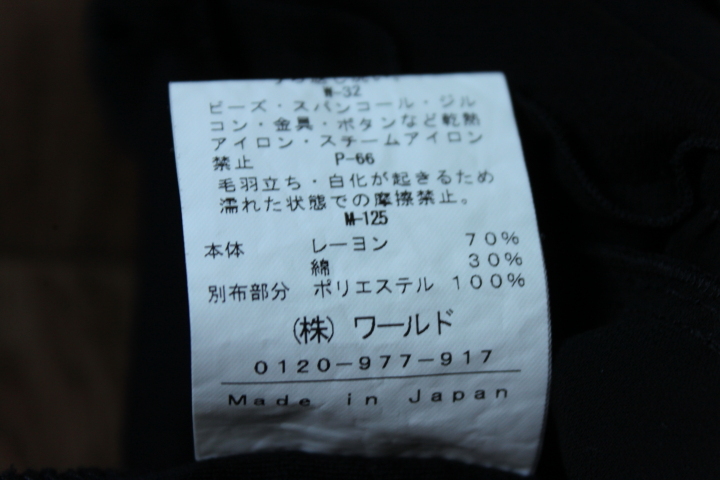 W-32
ビーズ・スパンコール・ジル
コン・金具・ボタンなど乾熱
アイロン・スチームアイロン
禁止 P-66
毛羽立ち・白化が起きるため
濡れた状態での摩擦禁止。
M-125
本体 レーヨン 70%
綿 30%
別布部分 ポリエステル 100%
(株) ワールド
0120-977-917
Made in Japan